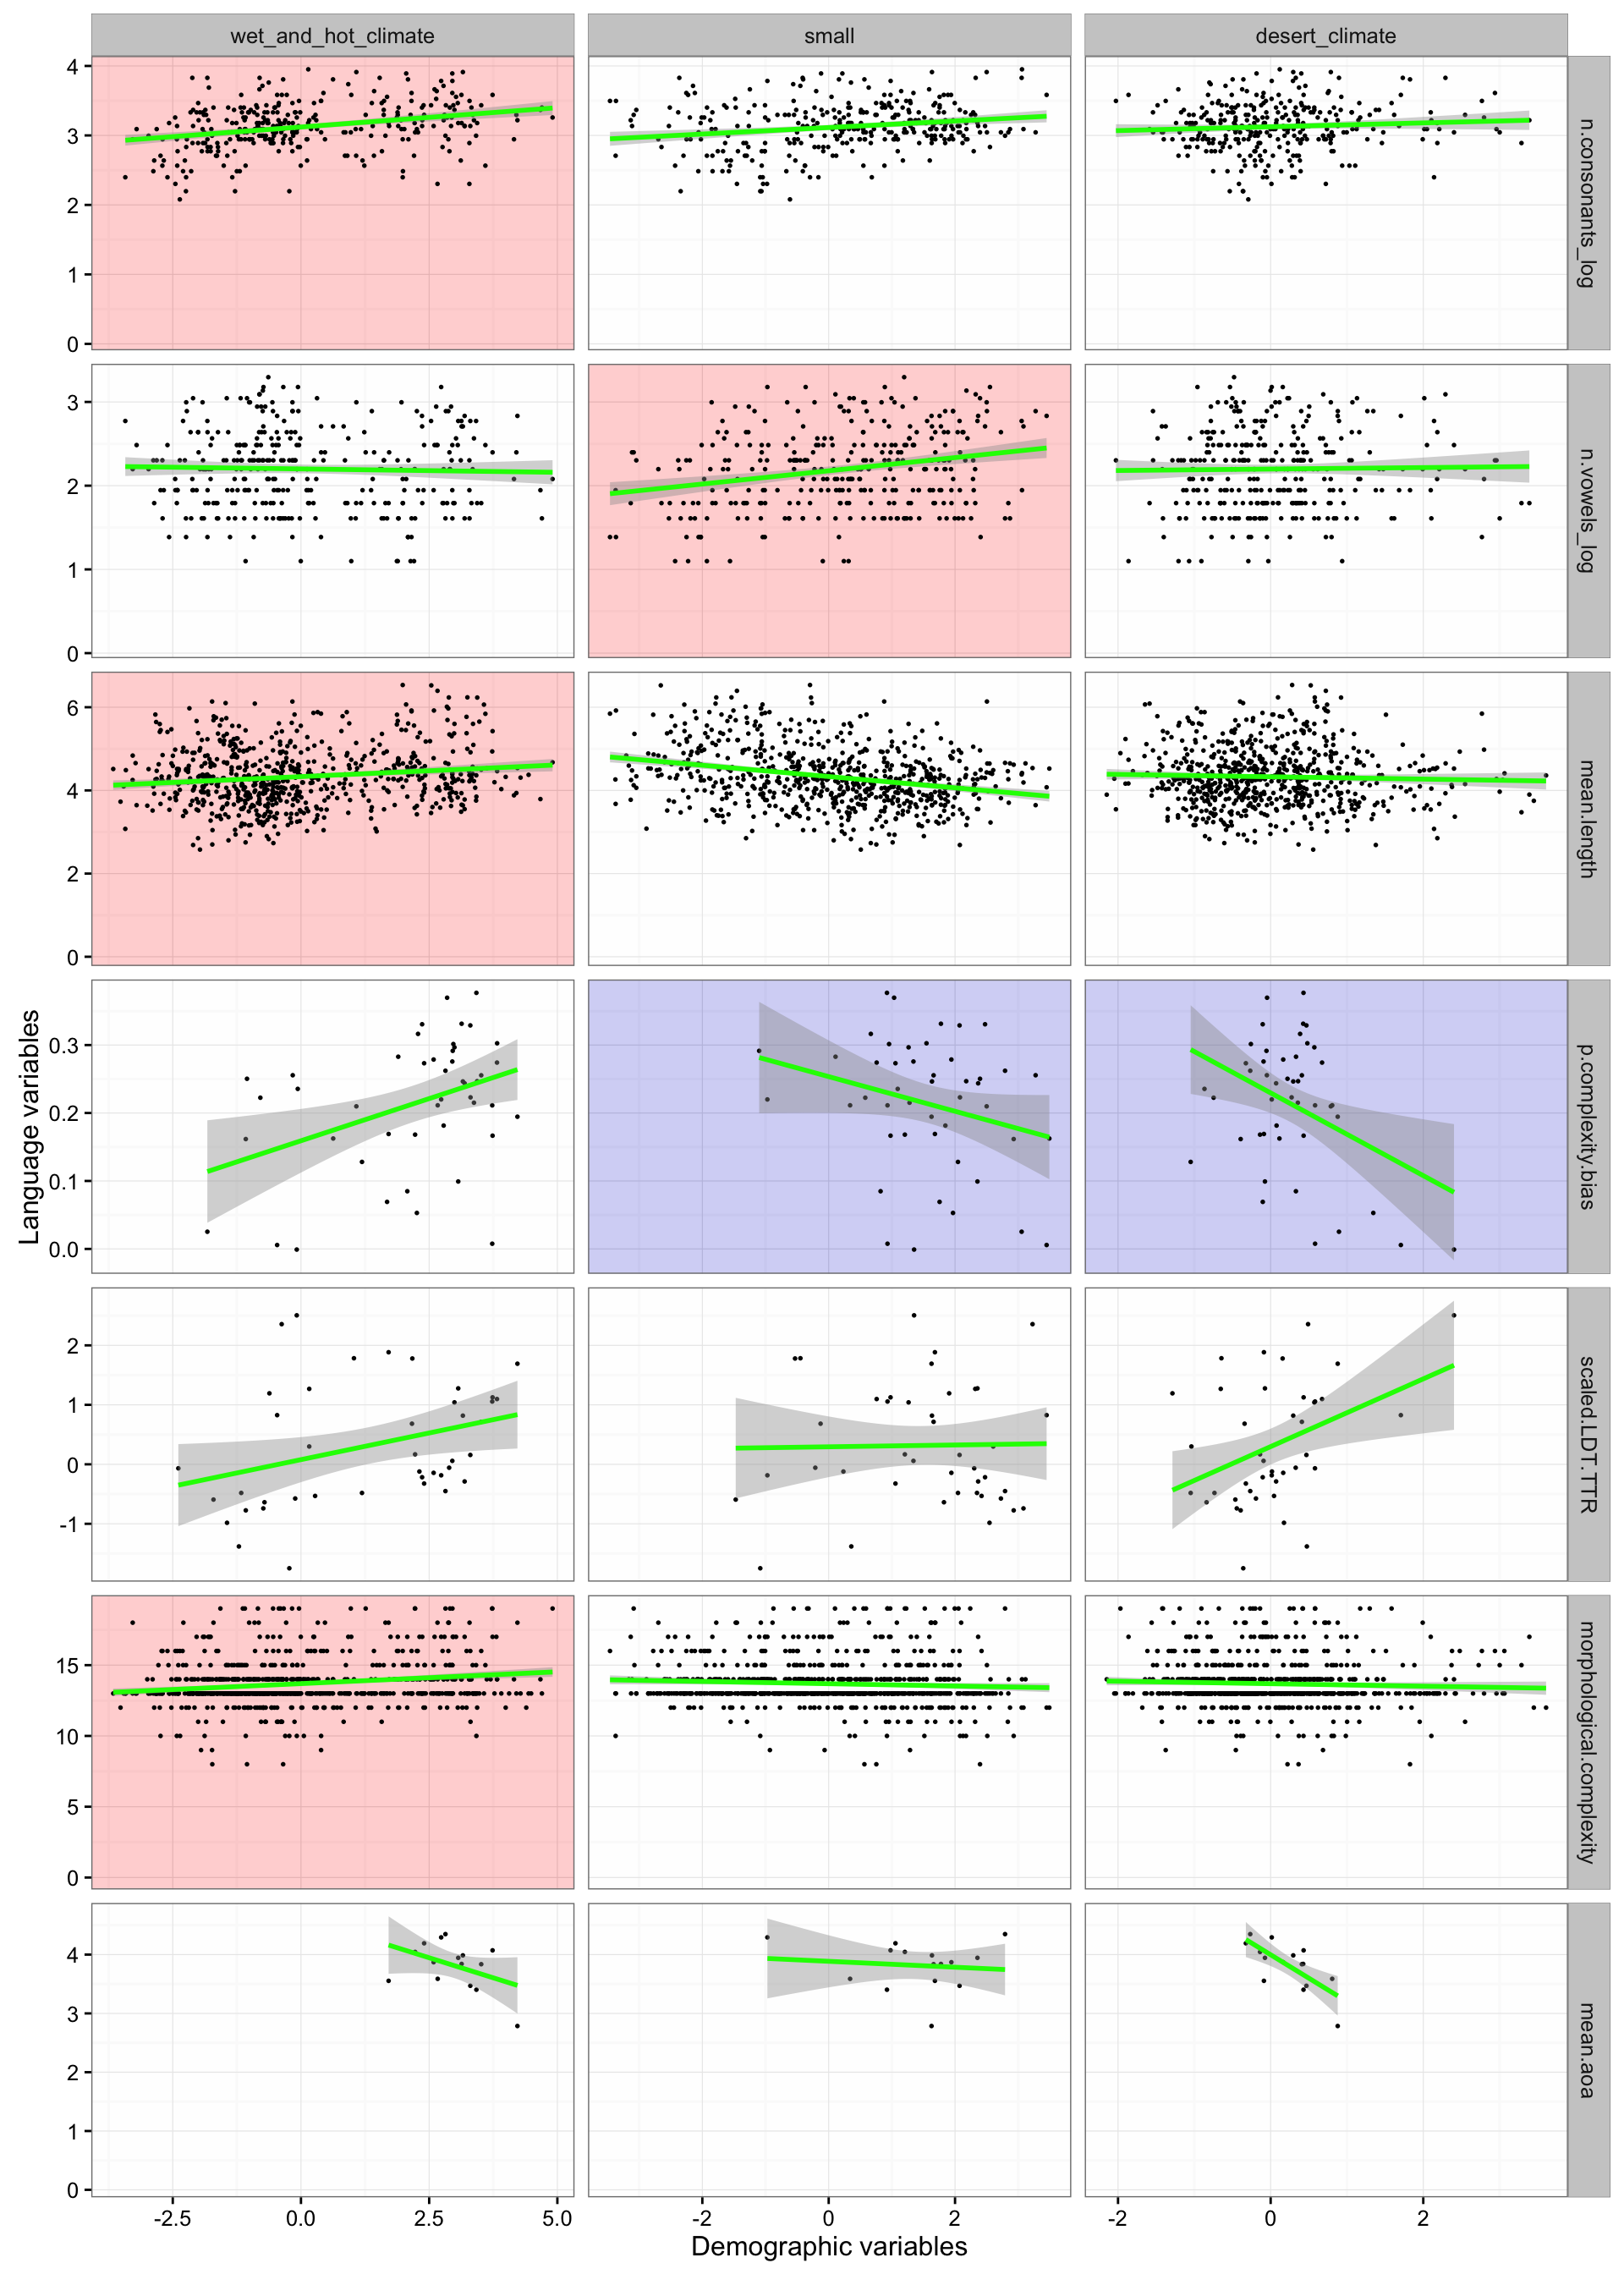 wet_and_hot_climate small desert_climate
4
3
2
1
0
n.consonants_log
3
2
1
0
n.vowels_log
6
4
2
0
mean.length
0.3
0.2
0.1
0.0
p.complexity.bias
2
1
0
-1
scaled.LDT.TTR
15
10
5
0
morphological.complexity
4
3
2
1
0
mean.aoa
Language variables
-2.5 0.0 2.5 5.0 -2 0 2 -2 0 2
Demographic variables